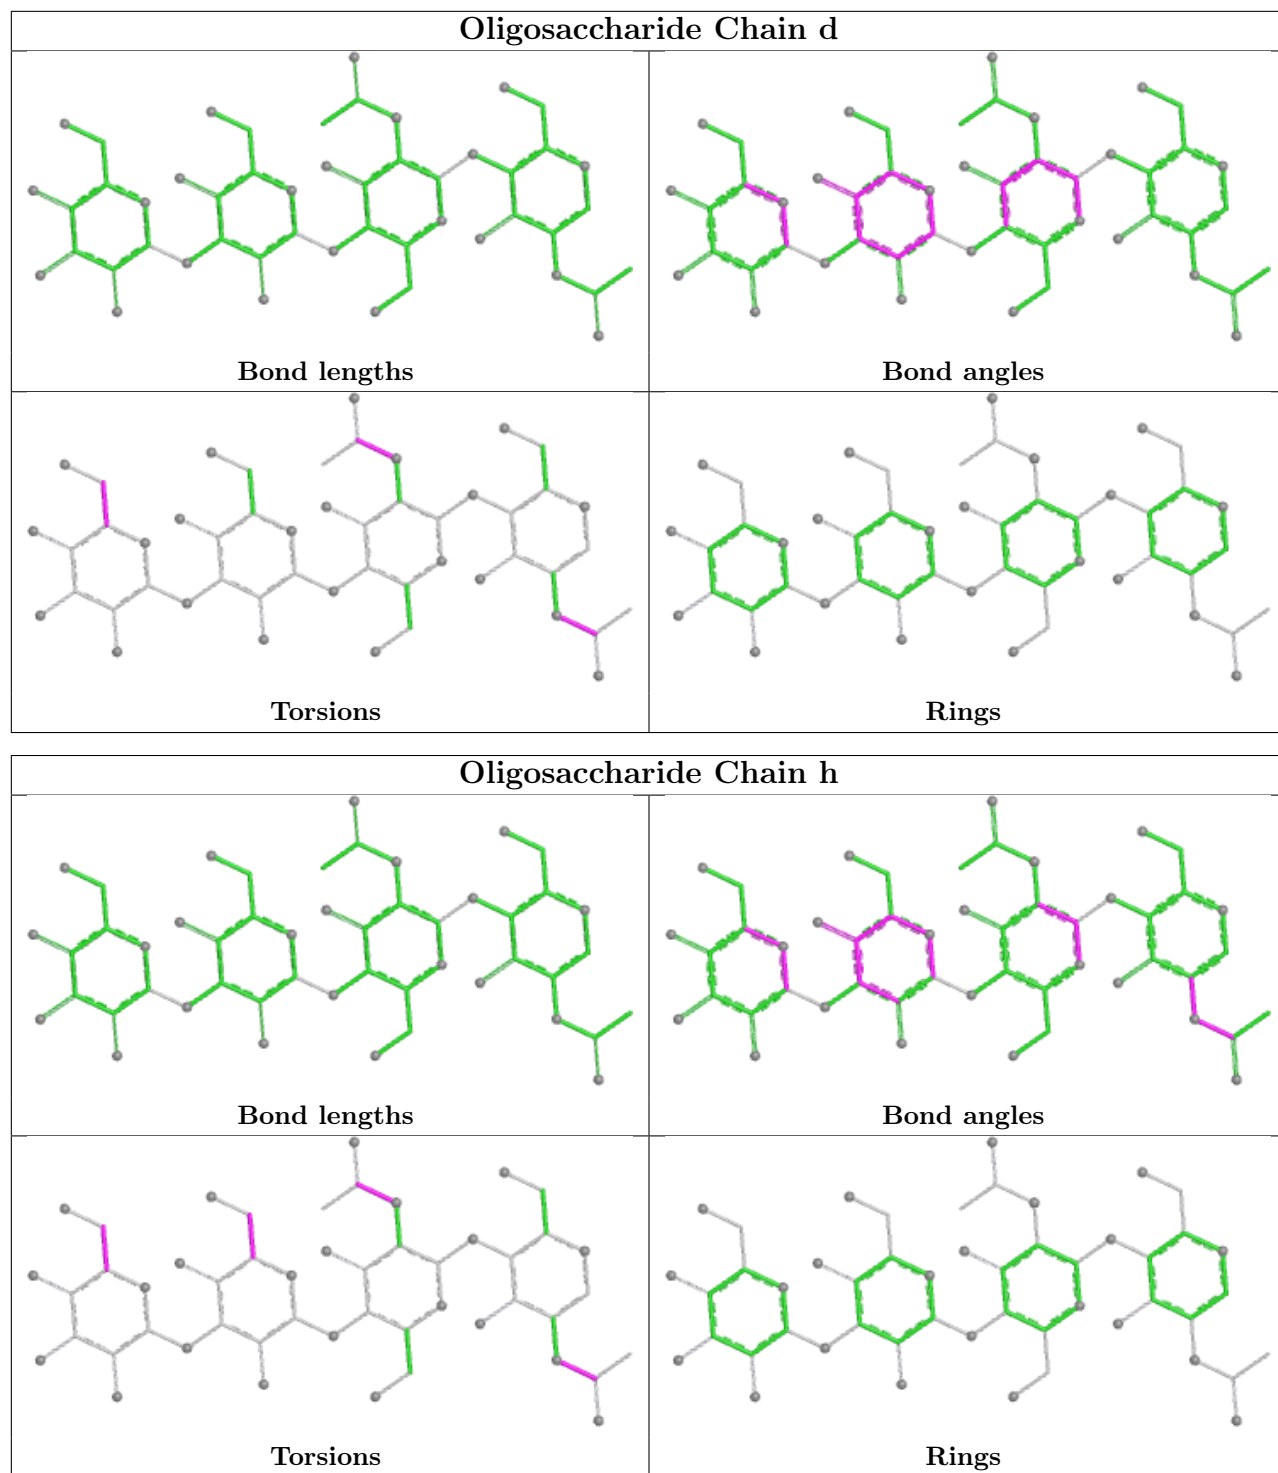 Oligosaccharide Chain d
Bond lengths
Bond angles
Torsions
Rings
Oligosaccharide Chain h
Bond lengths
Bond angles
Torsions
Rings